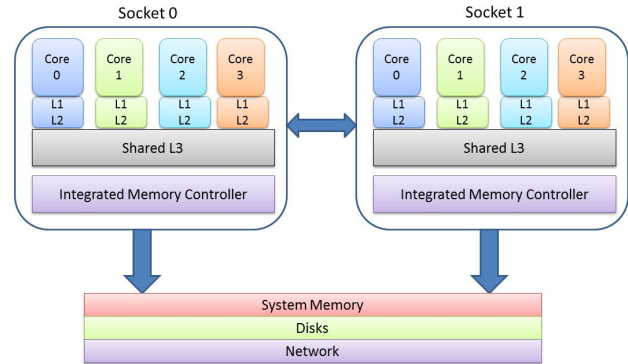 Socket 0
Socket 1
Core Core Core Core
0 1 2 3
L1 L1 L1 L1
L2 L2 L2 L2
Shared L3
Integrated Memory Controller
Core Core Core Core
0 1 2 3
L1 L1 L1 L1
L2 L2 L2 L2
Shared L3
Integrated Memory Controller
System Memory
Disks
Network